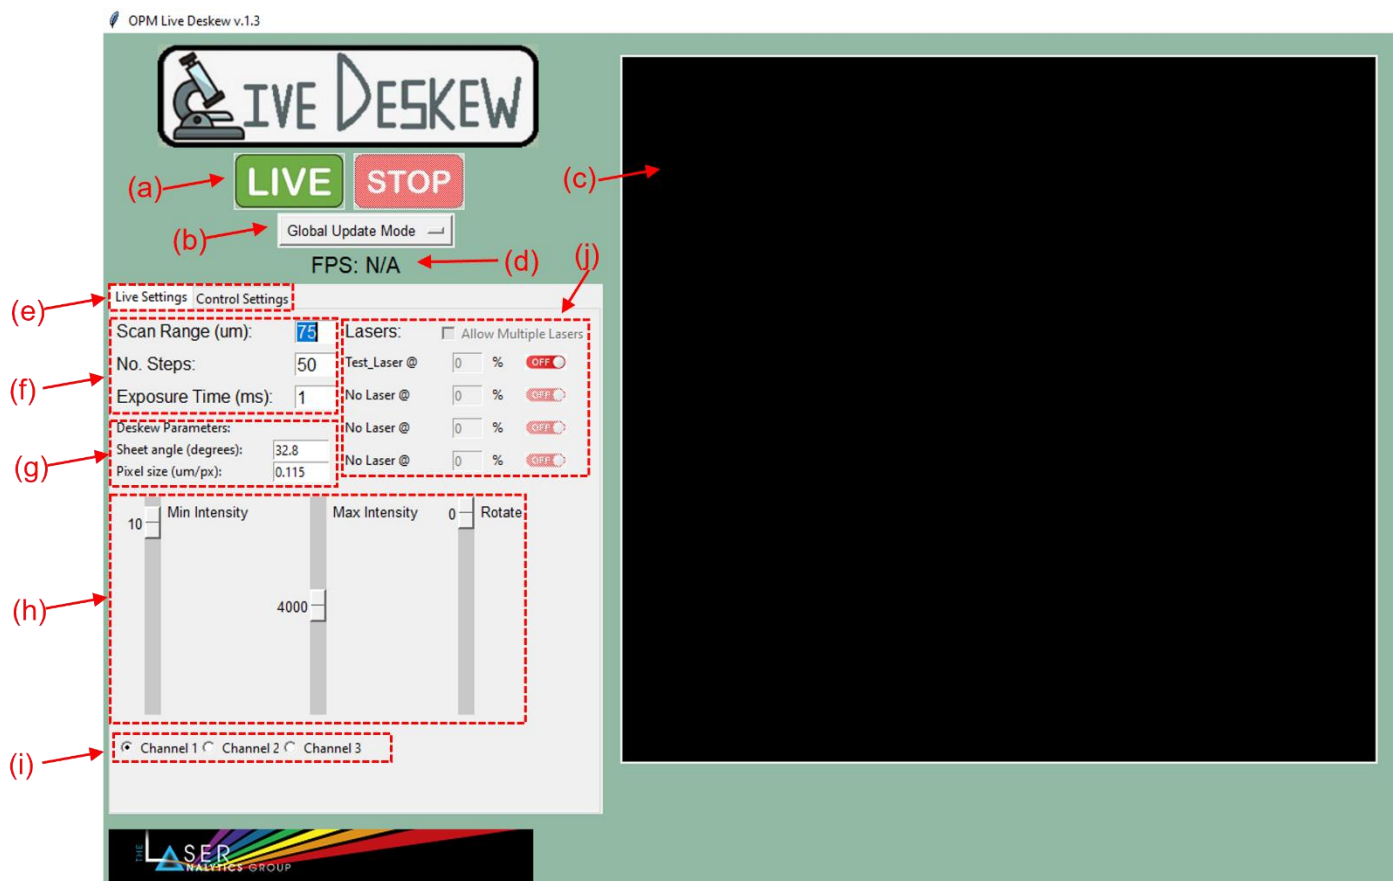 OPM Live Deskew v.1.3
LIVE DESKEW
(a)
LIVE
STOP
(c)
(b)
Global Update Mode
FPS: N/A
(d)
(j)
(e)
Live Settings
Control Settings
(f)
Scan Range (um): 75
No. Steps: 50
Exposure Time (ms): 1
Lasers:
Allow Multiple Lasers
Test_Laser @ 0 % OFF
No Laser @ 0 % OFF
No Laser @ 0 % OFF
No Laser @ 0 % OFF
(g)
Deskew Parameters:
Sheet angle (degrees): 32.8
Pixel size (um/px): 0.115
(h)
10 Min Intensity
4000 Max Intensity
0 Rotate
(i)
Channel 1 Channel 2 Channel 3
THE
LASER
ANALYTICS GROUP